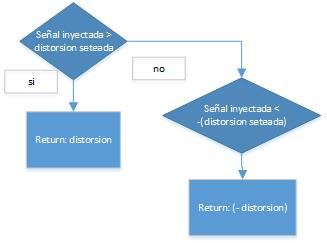 Señal inyectada >
distorsion seteada
si
no
Señal inyectada <
-(distorsion seteada)
Return: distorsion
Return: (- distorsion)